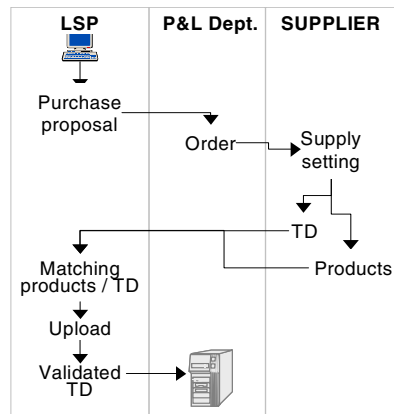 LSP P&L Dept. SUPPLIER
Purchase
proposal
Order
Supply
setting
TD
Products
Matching
products / TD
Upload
Validated
TD